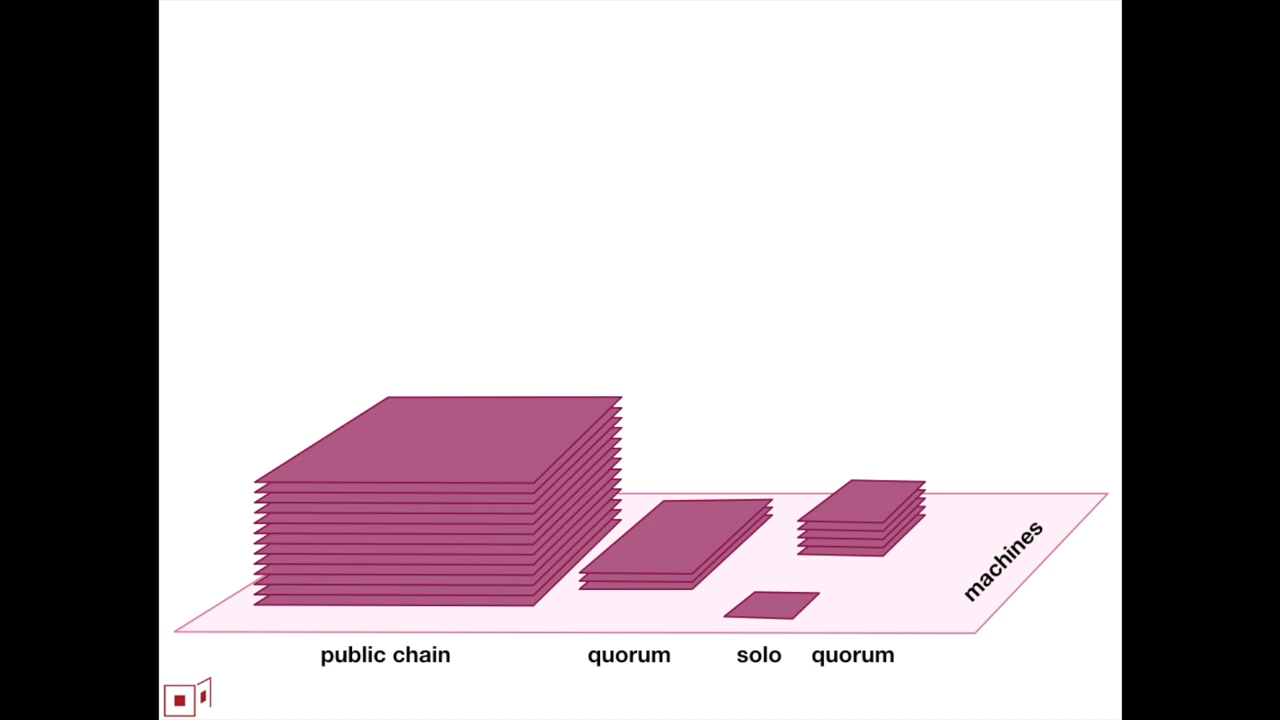 machines
public chain
quorum
solo
quorum